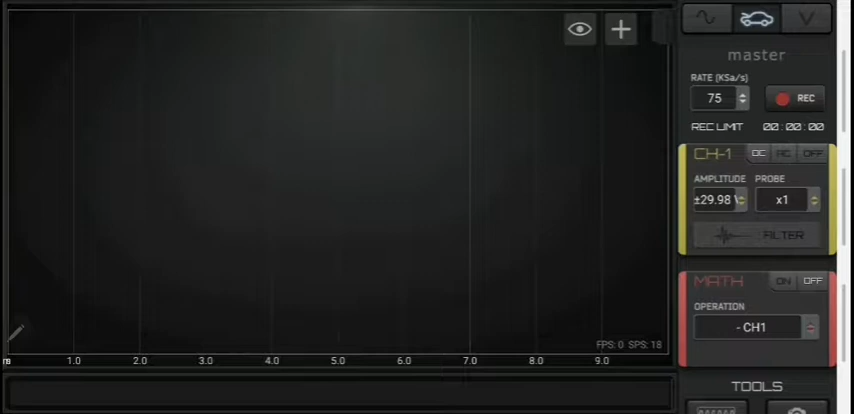 master
RATE (KSa/s)
75
REC
REC LIMIT 00:00:00
CH-1 DC AC OFF
AMPLITUDE PROBE
±29.98 x1
FILTER
MATH ON OFF
OPERATION
- CH1
FPS: 0 SPS: 18
1.0 2.0 3.0 4.0 5.0 6.0 7.0 8.0 9.0
TOOLS